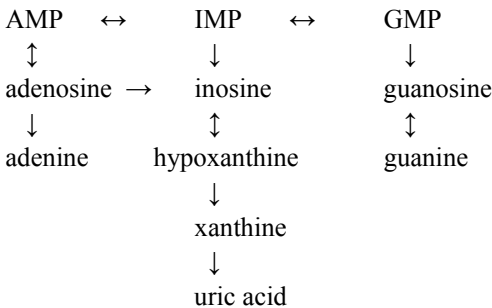 AMP ↔ IMP ↔ GMP
↕ ↓ ↓
adenosine → inosine guanosine
↓ ↕ ↕
adenine hypoxanthine guanine
↓
xanthine
↓
uric acid